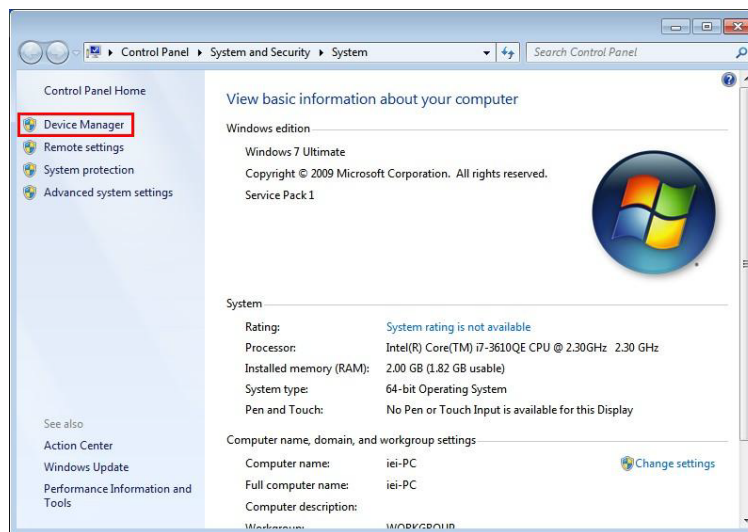 Control Panel ▸ System and Security ▸ System
Search Control Panel
Control Panel Home
Device Manager
Remote settings
System protection
Advanced system settings
See also
Action Center
Windows Update
Performance Information and
Tools
View basic information about your computer
Windows edition
Windows 7 Ultimate
Copyright © 2009 Microsoft Corporation. All rights reserved.
Service Pack 1
System
Rating: System rating is not available
Processor: Intel(R) Core(TM) i7-3610QE CPU @ 2.30GHz 2.30 GHz
Installed memory (RAM): 2.00 GB (1.82 GB usable)
System type: 64-bit Operating System
Pen and Touch: No Pen or Touch Input is available for this Display
Computer name, domain, and workgroup settings
Computer name: iei-PC
Change settings
Full computer name: iei-PC
Computer description:
Workgroup: WORKGROUP